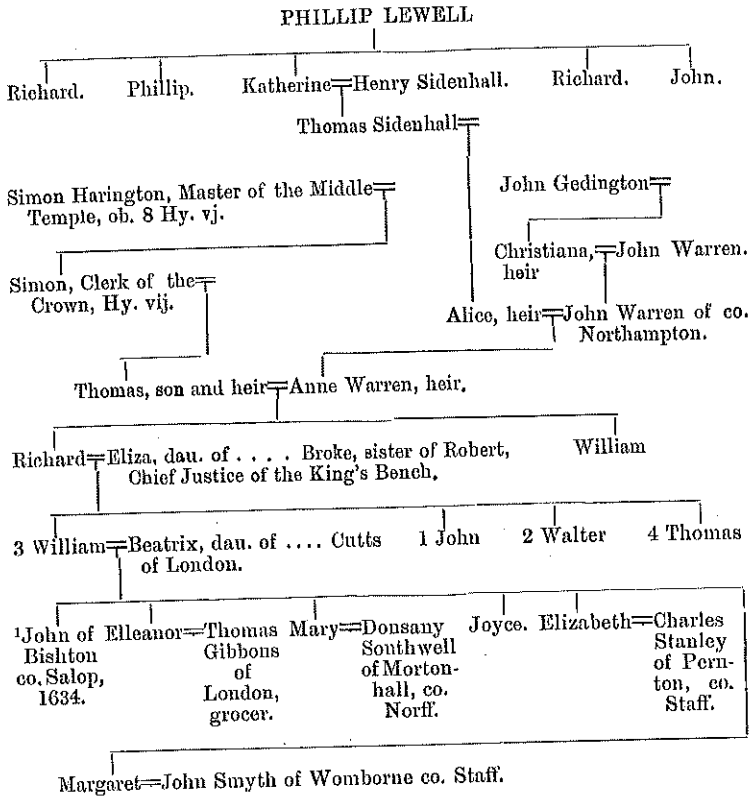 PHILLIP LEWELL
Richard. Phillip. Katherine=Henry Sidenhall. Richard. John.
Thomas Sidenhall=
Simon Harington, Master of the Middle=
Temple, ob. 8 Hy. vj.
John Gedington=
Christiana,=John Warren.
heir
Simon, Clerk of the=
Crown, Hy. vij.
Alice, heir=John Warren of co.
Northampton.
Thomas, son and heir=Anne Warren, heir.
Richard=Eliza, dau. of . . . . Broke, sister of Robert,
Chief Justice of the King's Bench.
William
3 William=Beatrix, dau. of .... Cutts
of London.
1 John 2 Walter 4 Thomas
¹John of
Bishton
co. Salop,
1634.
Elleanor=Thomas
Gibbons
of
London,
grocer.
Mary=Donsany
Southwell
of Morton-
hall, co.
Norff.
Joyce.
Elizabeth=Charles
Stanley
of Pern-
ton, co.
Staff.
Margaret=John Smyth of Womborne co. Staff.